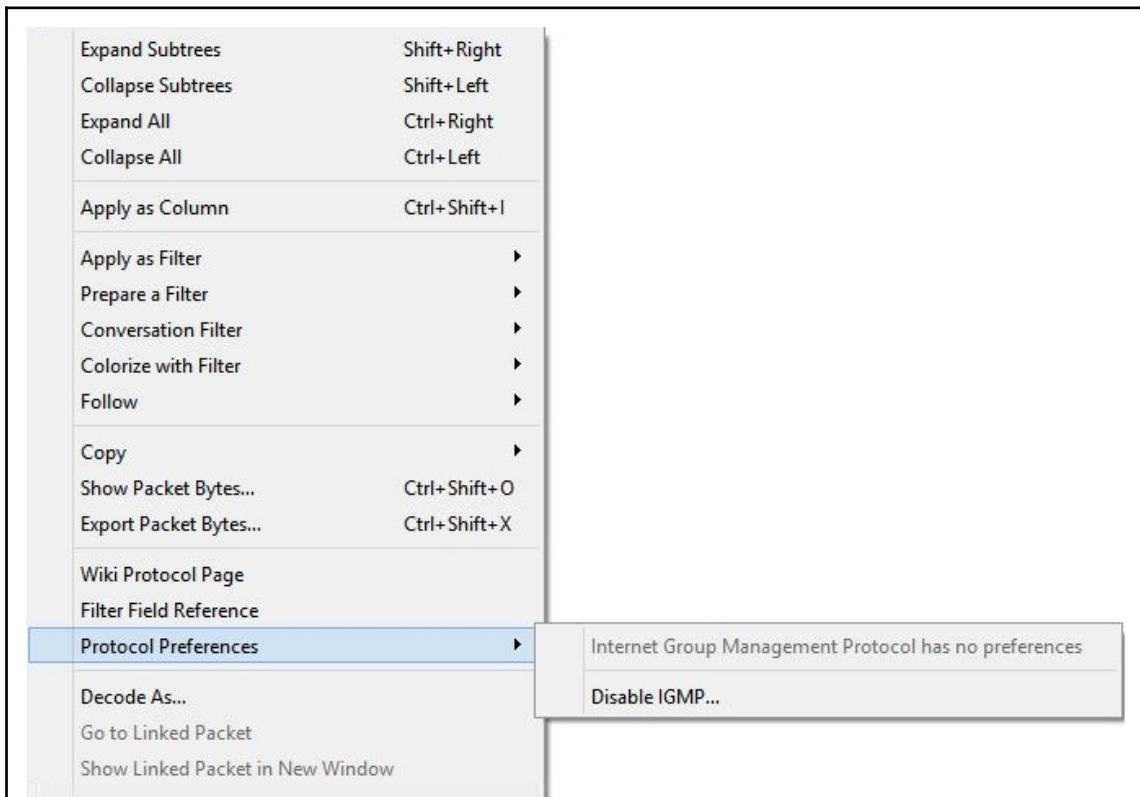 Expand Subtrees Shift+Right
Collapse Subtrees Shift+Left
Expand All Ctrl+Right
Collapse All Ctrl+Left
Apply as Column Ctrl+Shift+I
Apply as Filter
Prepare a Filter
Conversation Filter
Colorize with Filter
Follow
Copy
Show Packet Bytes... Ctrl+Shift+O
Export Packet Bytes... Ctrl+Shift+X
Wiki Protocol Page
Filter Field Reference
Protocol Preferences
Internet Group Management Protocol has no preferences
Decode As...
Disable IGMP...
Go to Linked Packet
Show Linked Packet in New Window